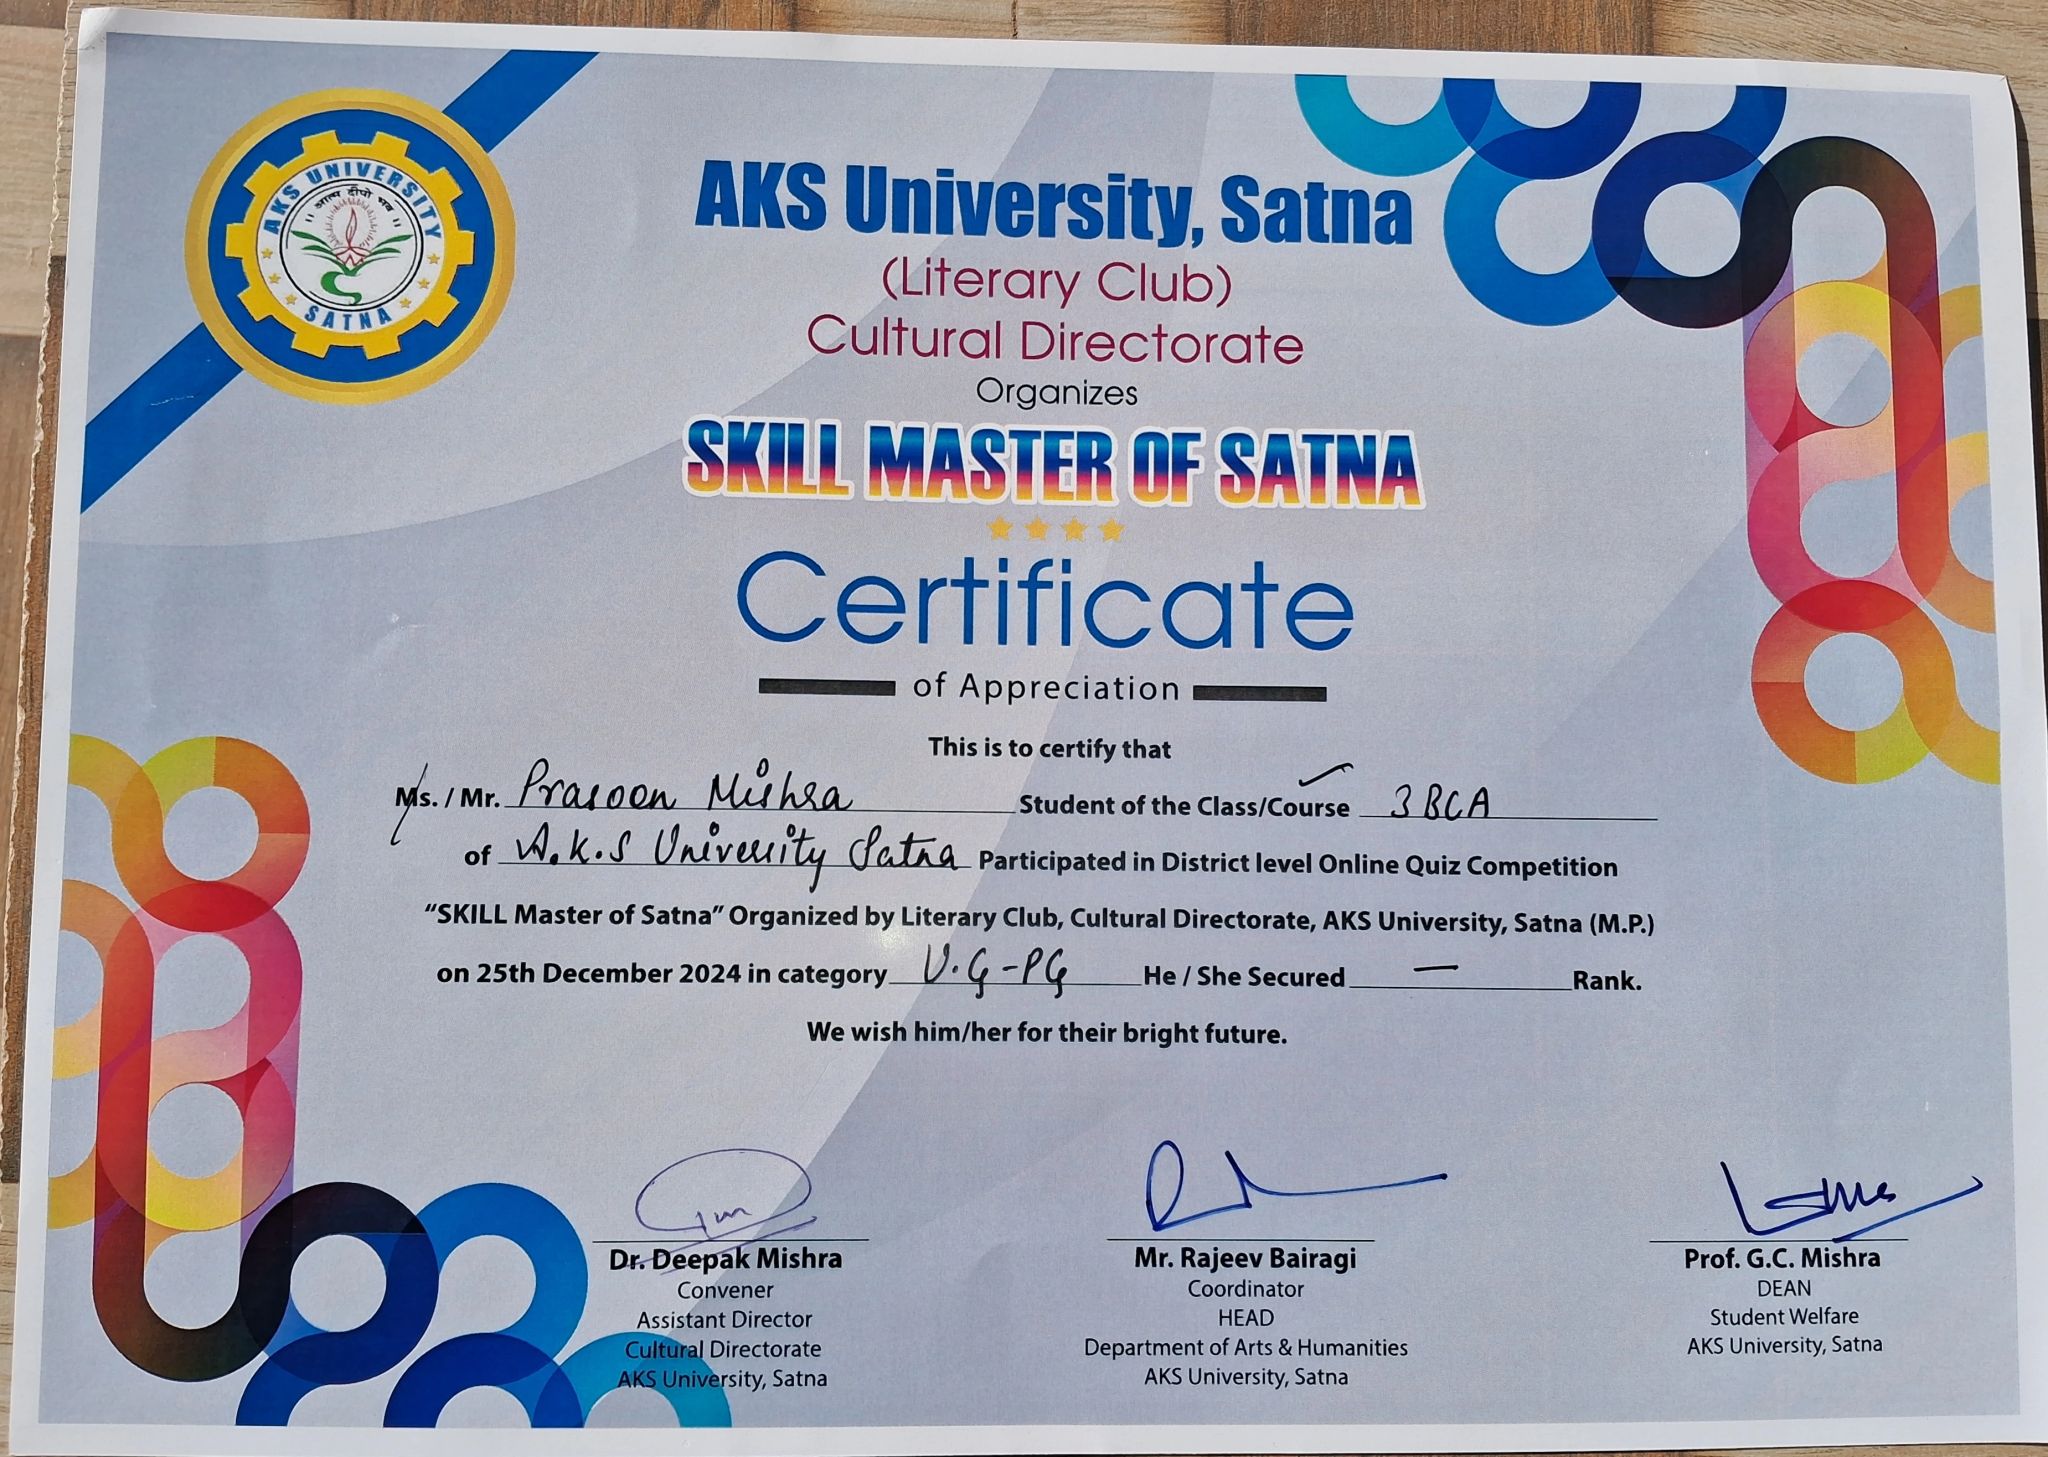 AKS UNIVERSITY
॥ आत्म दीपो भव ॥
SATNA
AKS University, Satna
(Literary Club)
Cultural Directorate
Organizes
SKILL MASTER OF SATNA
Certificate
of Appreciation
This is to certify that
Ms. / Mr. Prasoon Mishra Student of the Class/Course 3 BCA
of A.K.S University Satna Participated in District level Online Quiz Competition
“SKILL Master of Satna” Organized by Literary Club, Cultural Directorate, AKS University, Satna (M.P.)
on 25th December 2024 in category U.G-PG He / She Secured — Rank.
We wish him/her for their bright future.
Dr. Deepak Mishra
Convener
Assistant Director
Cultural Directorate
AKS University, Satna
Mr. Rajeev Bairagi
Coordinator
HEAD
Department of Arts & Humanities
AKS University, Satna
Prof. G.C. Mishra
DEAN
Student Welfare
AKS University, Satna